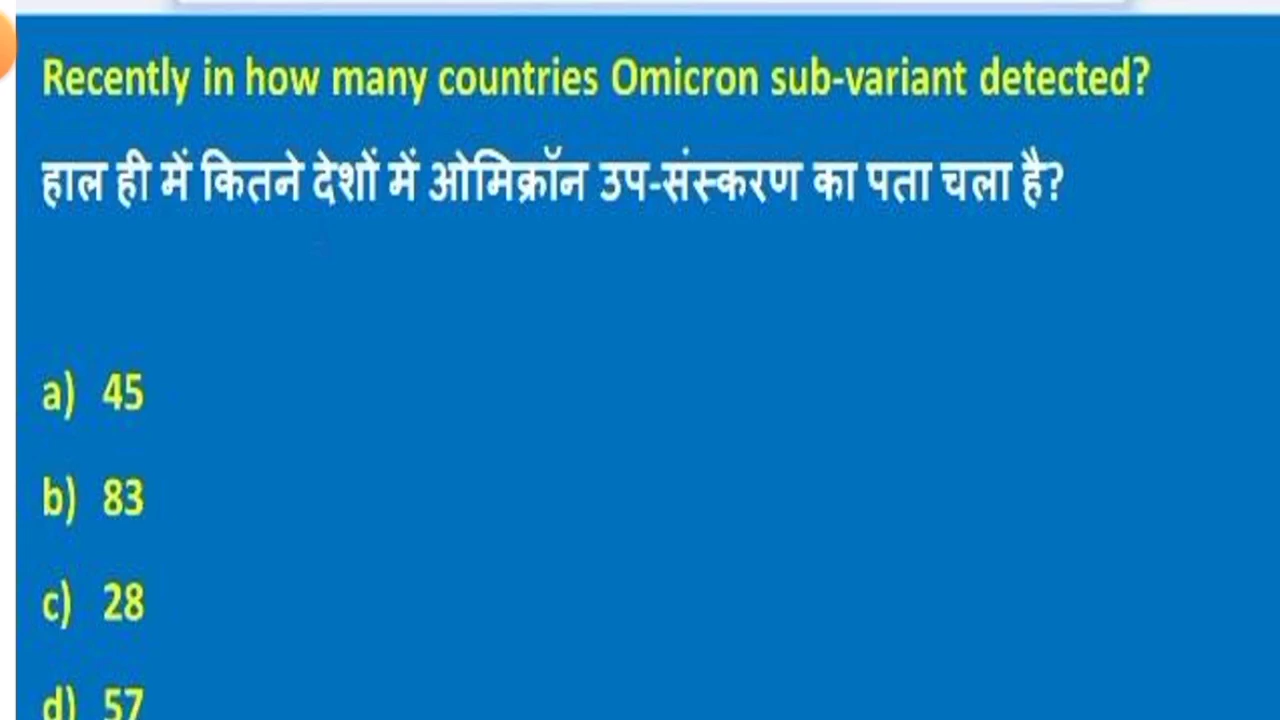 Recently in how many countries Omicron sub-variant detected?
हाल ही में कितने देशों में ओमिक्रॉन उप-संस्करण का पता चला है?
a) 45
b) 83
c) 28
d) 57